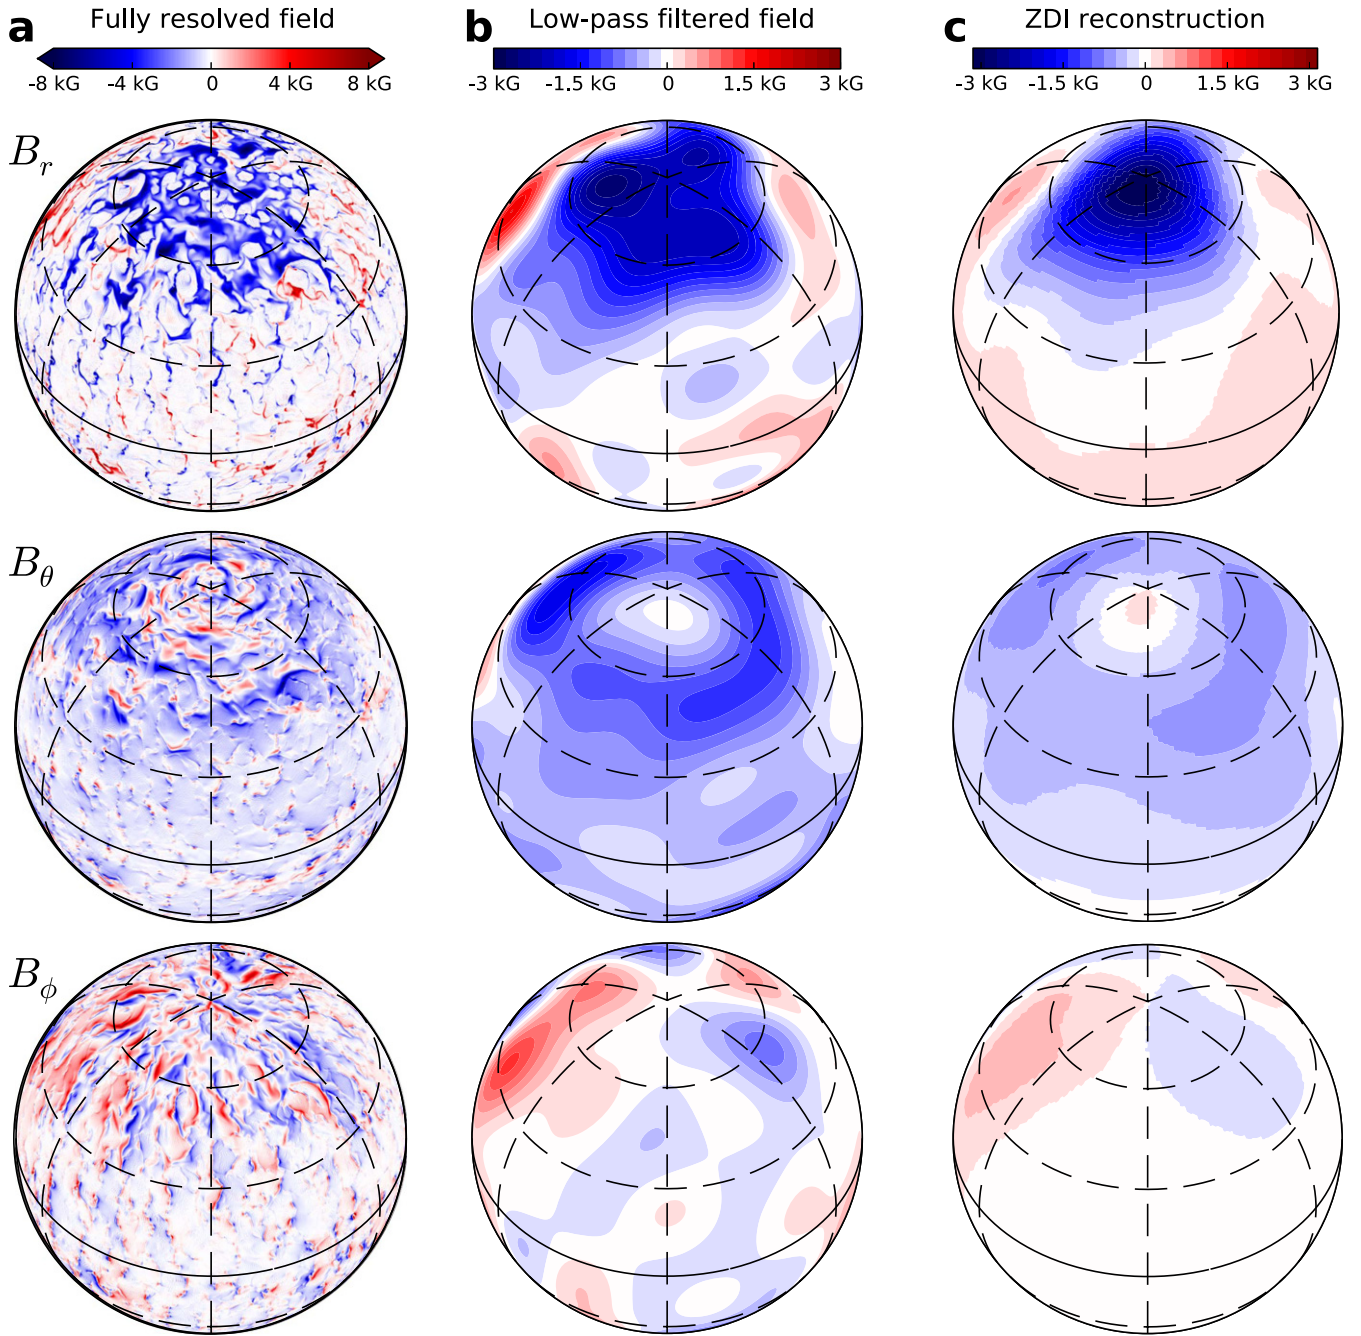 a Fully resolved field
-8 kG -4 kG 0 4 kG 8 kG
b Low-pass filtered field
-3 kG -1.5 kG 0 1.5 kG 3 kG
c ZDI reconstruction
-3 kG -1.5 kG 0 1.5 kG 3 kG
B_r
B_θ
B_ϕ